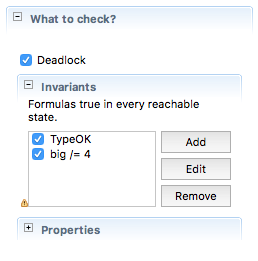 What to check?
Deadlock
Invariants
Formulas true in every reachable
state.
TypeOK
big /= 4
Add
Edit
Remove
Properties